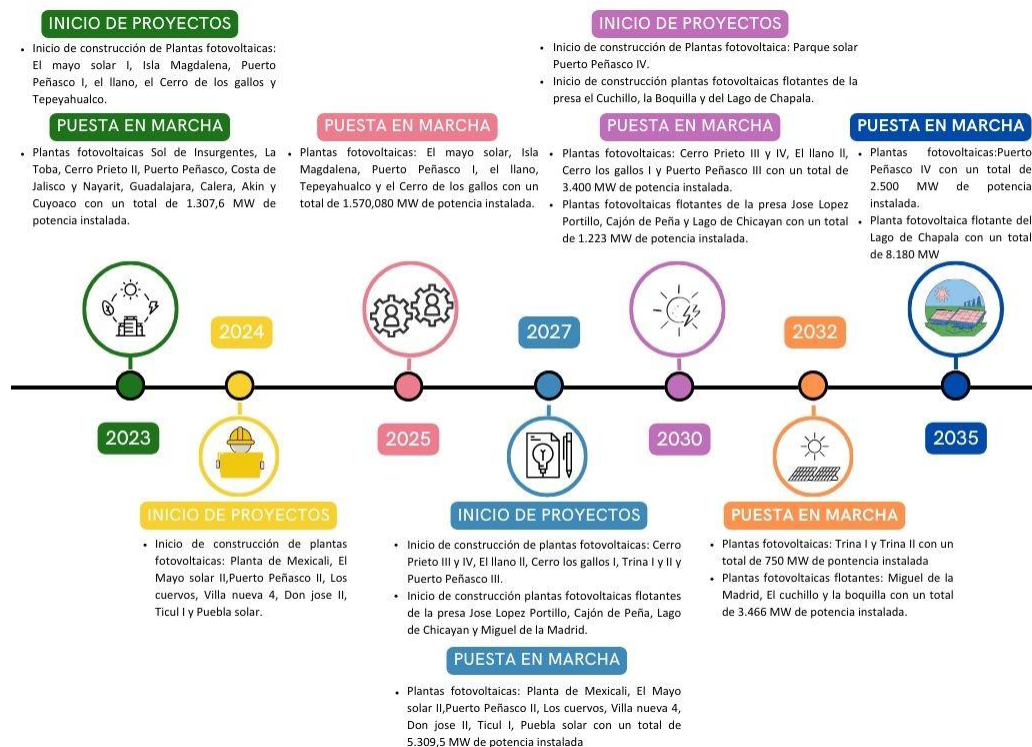 INICIO DE PROYECTOS
• Inicio de construcción de Plantas fotovoltaicas:
El mayo solar I, Isla Magdalena, Puerto
Peñasco I, el llano, el Cerro de los gallos y
Tepeyahualco.
PUESTA EN MARCHA
• Plantas fotovoltaicas Sol de Insurgentes, La
Toba, Cerro Prieto II, Puerto Peñasco, Costa de
Jalisco y Nayarit, Guadalajara, Calera, Akin y
Cuyoaco con un total de 1.307,6 MW de
potencia instalada.
2023
2024
INICIO DE PROYECTOS
• Inicio de construcción de plantas
fotovoltaicas: Planta de Mexicali, El
Mayo solar II,Puerto Peñasco II, Los
cuervos, Villa nueva 4, Don jose II,
Ticul I y Puebla solar.
PUESTA EN MARCHA
• Plantas fotovoltaicas: El mayo solar, Isla
Magdalena, Puerto Peñasco I, el llano,
Tepeyahualco y el Cerro de los gallos con un
total de 1.570,080 MW de potencia instalada.
2025
2027
INICIO DE PROYECTOS
• Inicio de construcción de plantas fotovoltaicas: Cerro
Prieto III y IV, El llano ll, Cerro los gallos I, Trina I y II y
Puerto Peñasco III.
• Inicio de construcción plantas fotovoltaicas flotantes
de la presa Jose Lopez Portillo, Cajón de Peña, Lago
de Chicayan y Miguel de la Madrid.
PUESTA EN MARCHA
• Plantas fotovoltaicas: Planta de Mexicali, El Mayo
solar II,Puerto Peñasco II, Los cuervos, Villa nueva 4,
Don jose II, Ticul I, Puebla solar con un total de
5.309,5 MW de potencia instalada
INICIO DE PROYECTOS
• Inicio de construcción de Plantas fotovoltaica: Parque solar
Puerto Peñasco IV.
• Inicio de construcción plantas fotovoltaicas flotantes de la
presa el Cuchillo, la Boquilla y del Lago de Chapala.
PUESTA EN MARCHA
• Plantas fotovoltaicas: Cerro Prieto III y IV, El llano ll,
Cerro los gallos I y Puerto Peñasco III con un total de
3.400 MW de potencia instalada.
• Plantas fotovoltaicas flotantes de la presa Jose Lopez
Portillo, Cajón de Peña y Lago de Chicayan con un total
de 1.223 MW de potencia instalada.
2030
2032
PUESTA EN MARCHA
• Plantas fotovoltaicas: Trina I y Trina II con un
total de 750 MW de pontencia instalada
• Plantas fotovoltaicas flotantes: Miguel de la
Madrid, El cuchillo y la boquilla con un total
de 3.466 MW de potencia instalada.
PUESTA EN MARCHA
• Plantas fotovoltaicas:Puerto
Peñasco IV con un total de
2.500 MW de potencia
instalada.
• Planta fotovoltaica flotante del
Lago de Chapala con un total
de 8.180 MW
2035